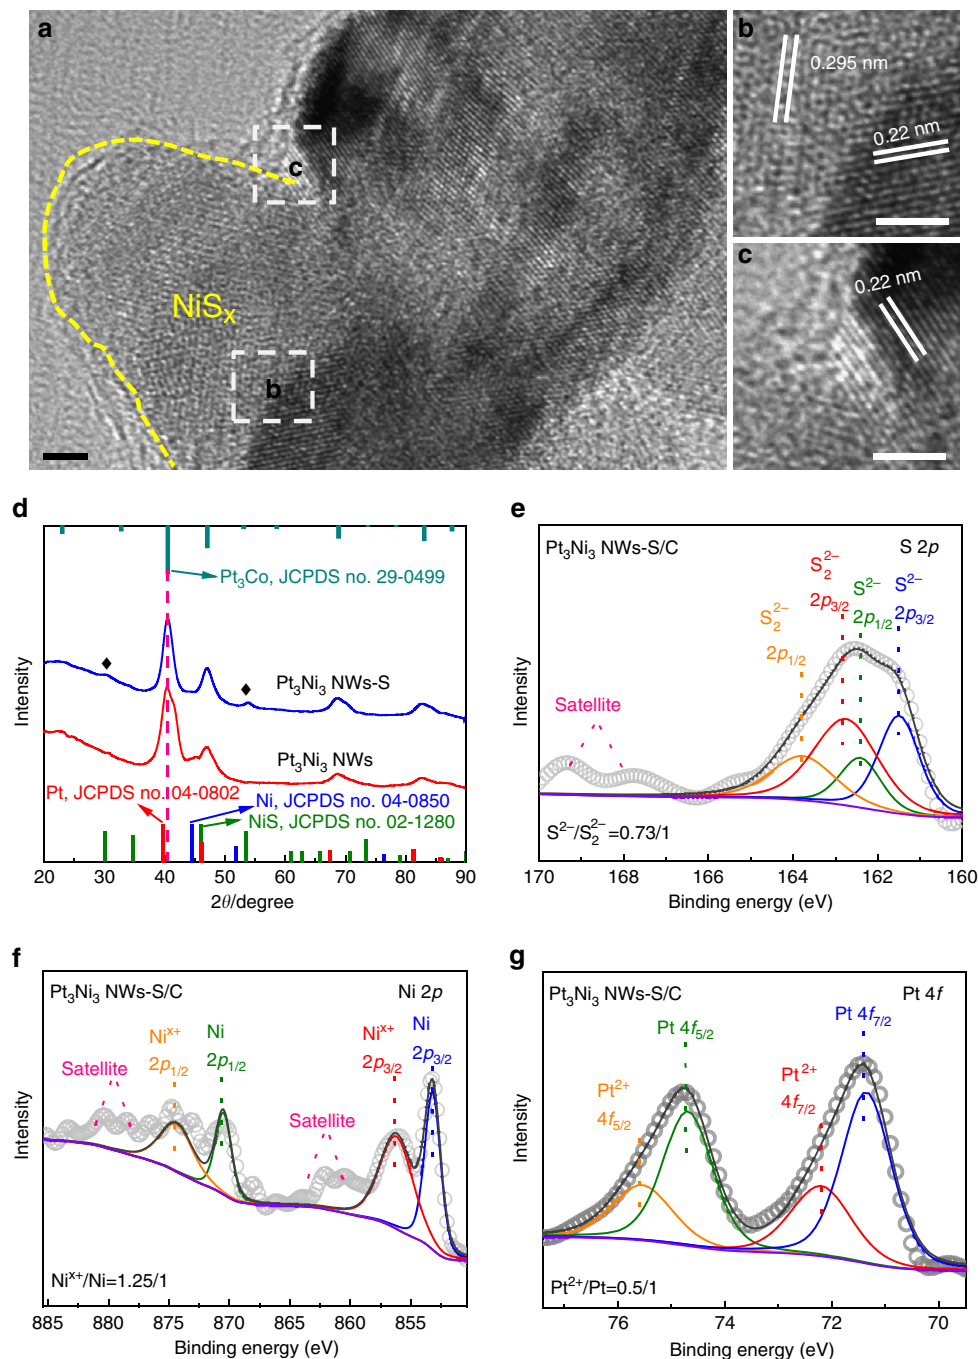 a
c
NiSₓ
b
b
0.295 nm
0.22 nm
c
0.22 nm
d
Pt₃Co, JCPDS no. 29-0499
♦
♦
Pt₃Ni₃ NWs-S
Pt₃Ni₃ NWs
Pt, JCPDS no. 04-0802
Ni, JCPDS no. 04-0850
NiS, JCPDS no. 02-1280
Intensity
20 30 40 50 60 70 80 90
2θ/degree
e
Pt₃Ni₃ NWs-S/C
S 2p
S₂²⁻
2p₁/₂
S₂²⁻
2p₃/₂
S²⁻
2p₁/₂
S²⁻
2p₃/₂
Satellite
S²⁻/S₂²⁻=0.73/1
Intensity
170 168 166 164 162 160
Binding energy (eV)
f
Pt₃Ni₃ NWs-S/C
Ni 2p
Niˣ⁺
2p₁/₂
Ni
2p₁/₂
Niˣ⁺
2p₃/₂
Ni
2p₃/₂
Satellite
Satellite
Niˣ⁺/Ni=1.25/1
Intensity
885 880 875 870 865 860 855
Binding energy (eV)
g
Pt₃Ni₃ NWs-S/C
Pt 4f
Pt 4f₅/₂
Pt 4f₇/₂
Pt²⁺
4f₅/₂
Pt²⁺
4f₇/₂
Pt²⁺/Pt=0.5/1
Intensity
76 74 72 70
Binding energy (eV)